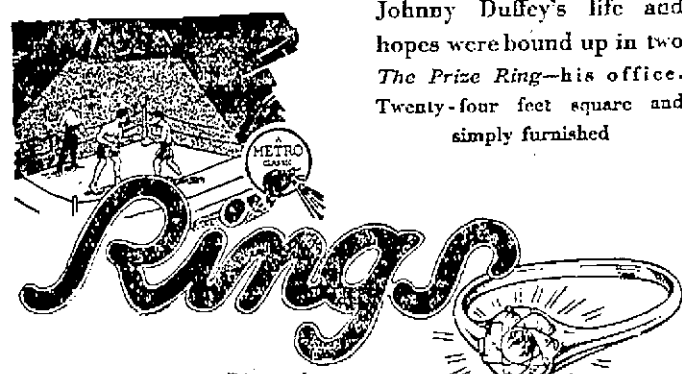 Johnny Duffey's life and
hopes were bound up in two
The Prize Ring—his office.
Twenty-four feet square and
simply furnished
A
METRO
CLASSIC
Rings